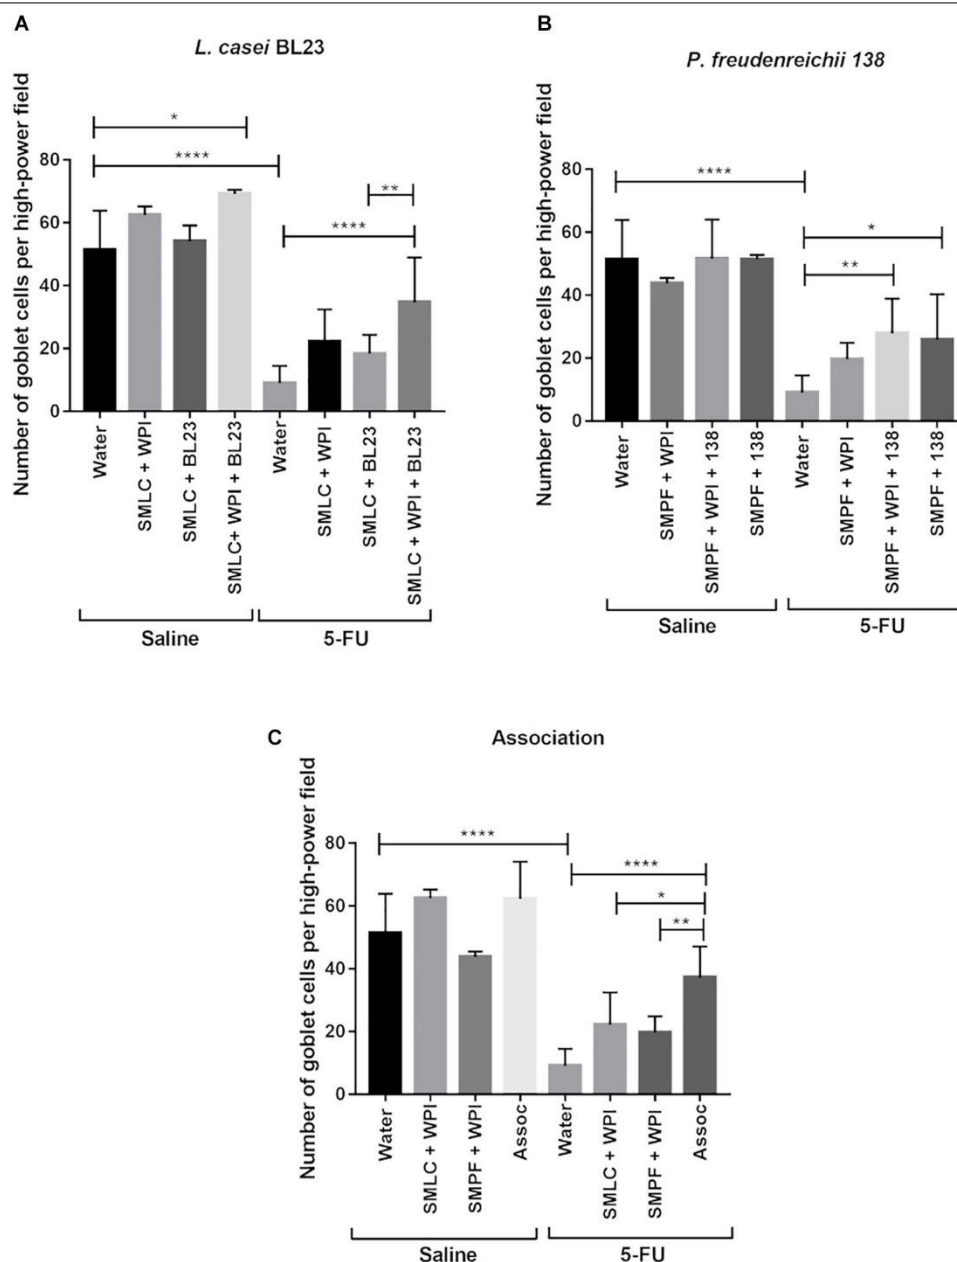 A
L. casei BL23
Number of goblet cells per high-power field
*
****
**
****
80
60
40
20
0
Water
SMLC + WPI
SMLC + BL23
SMLC+ WPI + BL23
Water
SMLC + WPI
SMLC + BL23
SMLC + WPI + BL23
Saline
5-FU
B
P. freudenreichii 138
Number of goblet cells per high-power field
****
*
**
80
60
40
20
0
Water
SMPF + WPI
SMPF + WPI + 138
SMPF + 138
Water
SMPF + WPI
SMPF + WPI + 138
SMPF + 138
Saline
5-FU
C
Association
Number of goblet cells per high-power field
****
****
*
**
80
60
40
20
0
Water
SMLC + WPI
SMPF + WPI
Assoc
Water
SMLC + WPI
SMPF + WPI
Assoc
Saline
5-FU